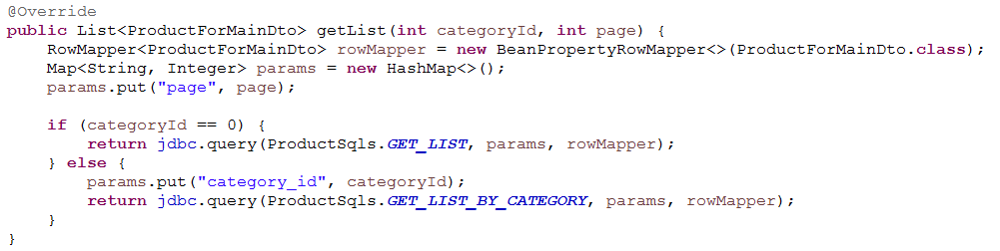 @Override
public List<ProductForMainDto> getList(int categoryId, int page) {
    RowMapper<ProductForMainDto> rowMapper = new BeanPropertyRowMapper<>(ProductForMainDto.class);
    Map<String, Integer> params = new HashMap<>();
    params.put("page", page);

    if (categoryId == 0) {
        return jdbc.query(ProductSqls.GET_LIST, params, rowMapper);
    } else {
        params.put("category_id", categoryId);
        return jdbc.query(ProductSqls.GET_LIST_BY_CATEGORY, params, rowMapper);
    }
}